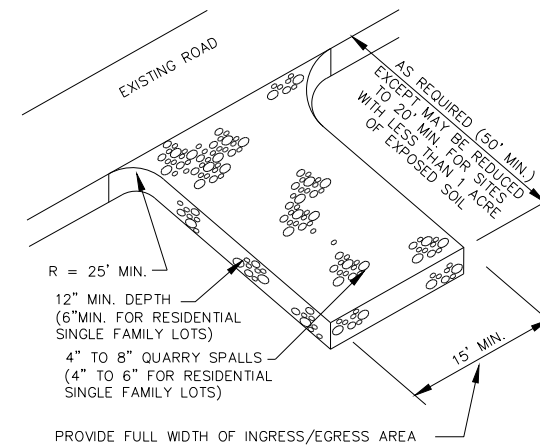 EXISTING ROAD
AS REQUIRED (50' MIN.)
EXCEPT MAY BE REDUCED
TO 20' MIN. FOR SITES
WITH LESS THAN 1 ACRE
OF EXPOSED SOIL
R = 25' MIN.
12" MIN. DEPTH
(6"MIN. FOR RESIDENTIAL
SINGLE FAMILY LOTS)
4" TO 8" QUARRY SPALLS
(4" TO 6" FOR RESIDENTIAL
SINGLE FAMILY LOTS)
15' MIN.
PROVIDE FULL WIDTH OF INGRESS/EGRESS AREA